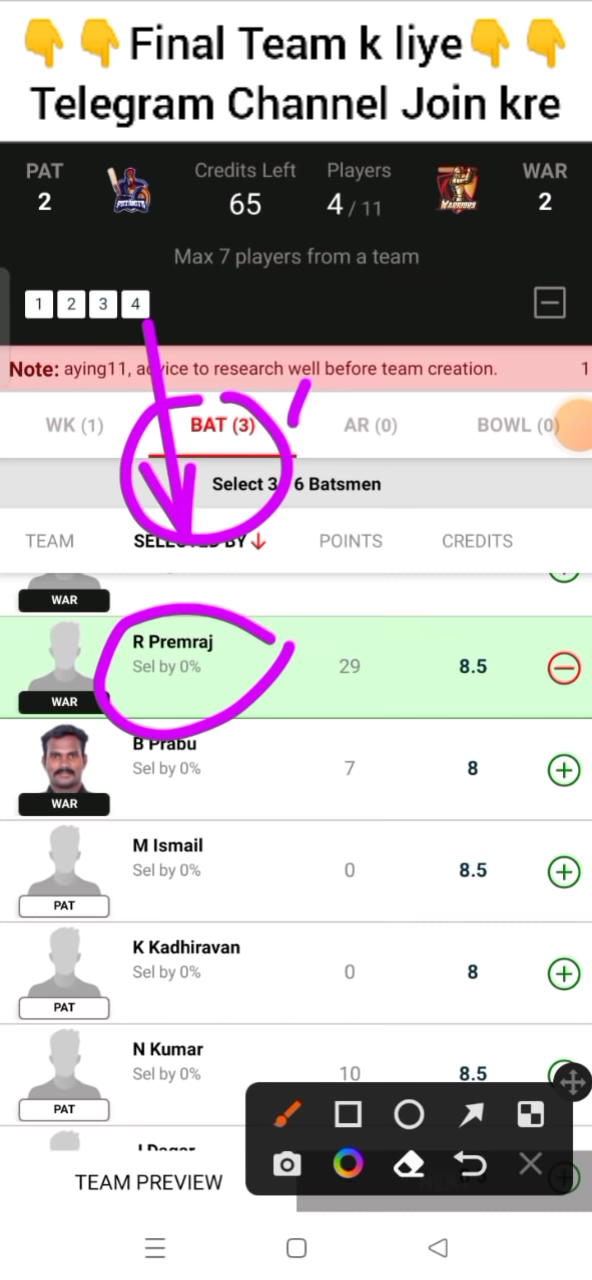 Final Team k liye
Telegram Channel Join kre
PAT Credits Left Players WAR
2 65 4 / 11 2
Max 7 players from a team
1 2 3 4
Note: aying11, advice to research well before team creation. 1
WK (1) BAT (3) AR (0) BOWL (0)
Select 3 6 Batsmen
TEAM SELECTED BY POINTS CREDITS
WAR
R Premraj
Sel by 0% 29 8.5
WAR
B Prabu
Sel by 0% 7 8
WAR
M Ismail
Sel by 0% 0 8.5
PAT
K Kadhiravan
Sel by 0% 0 8
PAT
N Kumar
Sel by 0% 10 8.5
PAT
TEAM PREVIEW